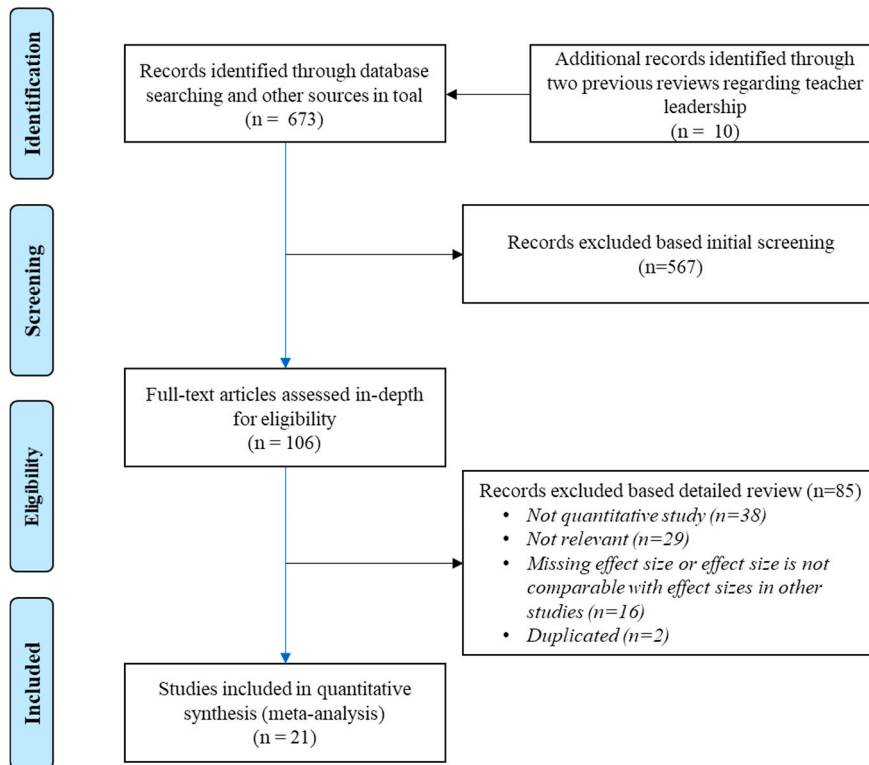 Identification
Records identified through database
searching and other sources in toal
(n = 673)
Additional records identified through
two previous reviews regarding teacher
leadership
(n = 10)
Screening
Records excluded based initial screening
(n=567)
Full-text articles assessed in-depth
for eligibility
(n = 106)
Eligibility
Records excluded based detailed review (n=85)
• Not quantitative study (n=38)
• Not relevant (n=29)
• Missing effect size or effect size is not
comparable with effect sizes in other
studies (n=16)
• Duplicated (n=2)
Included
Studies included in quantitative
synthesis (meta-analysis)
n = 21)